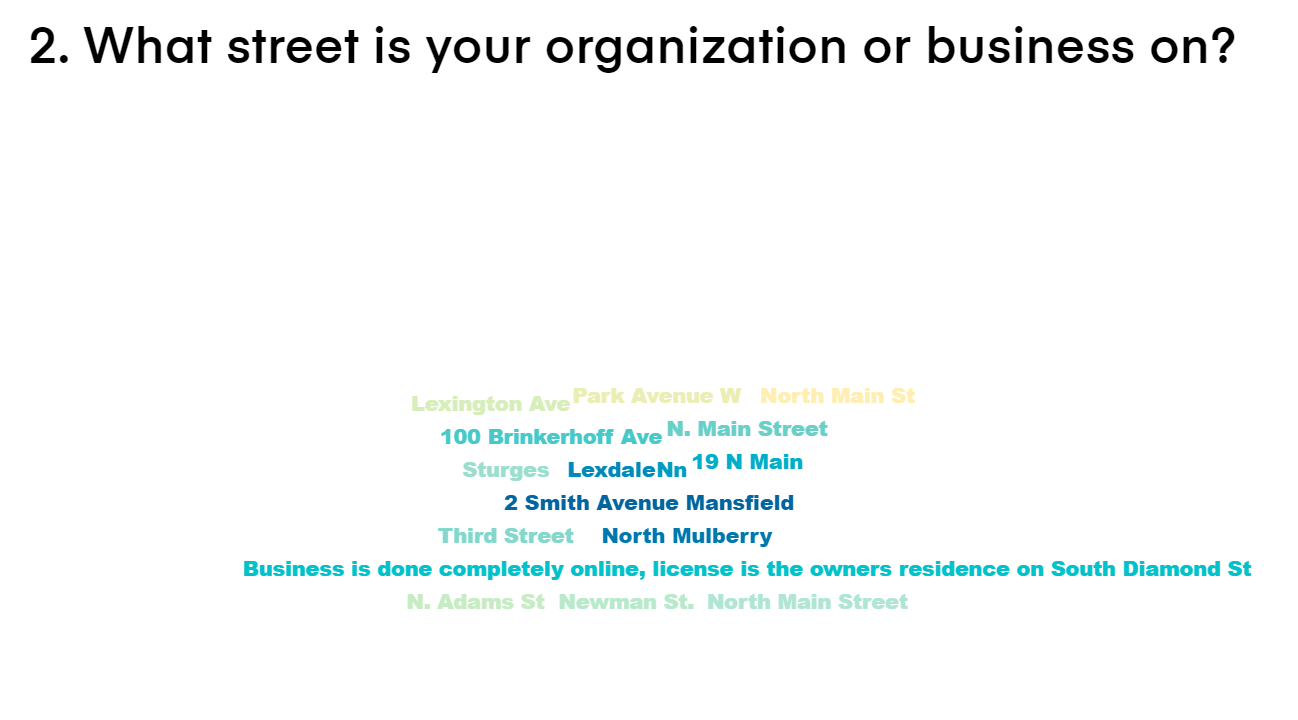 2. What street is your organization or business on?
Lexington Ave Park Avenue W North Main St
100 Brinkerhoff Ave N. Main Street
Sturges LexdaleNn 19 N Main
2 Smith Avenue Mansfield
Third Street North Mulberry
Business is done completely online, license is the owners residence on South Diamond St
N. Adams St Newman St. North Main Street